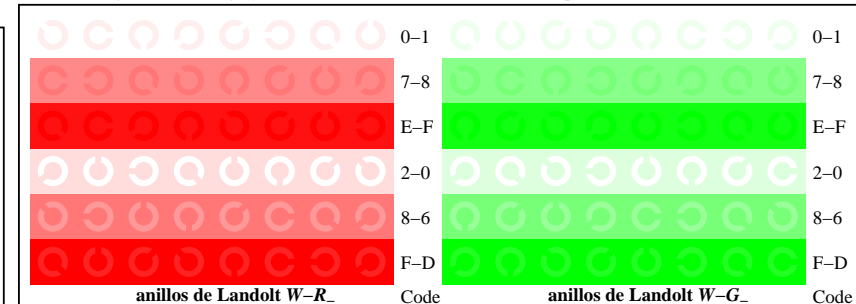 0–1 0–1
7–8 7–8
E–F E–F
2–0 2–0
8–6 8–6
F–D F–D
anillos de Landolt W–R_ Code anillos de Landolt W–G_ Code